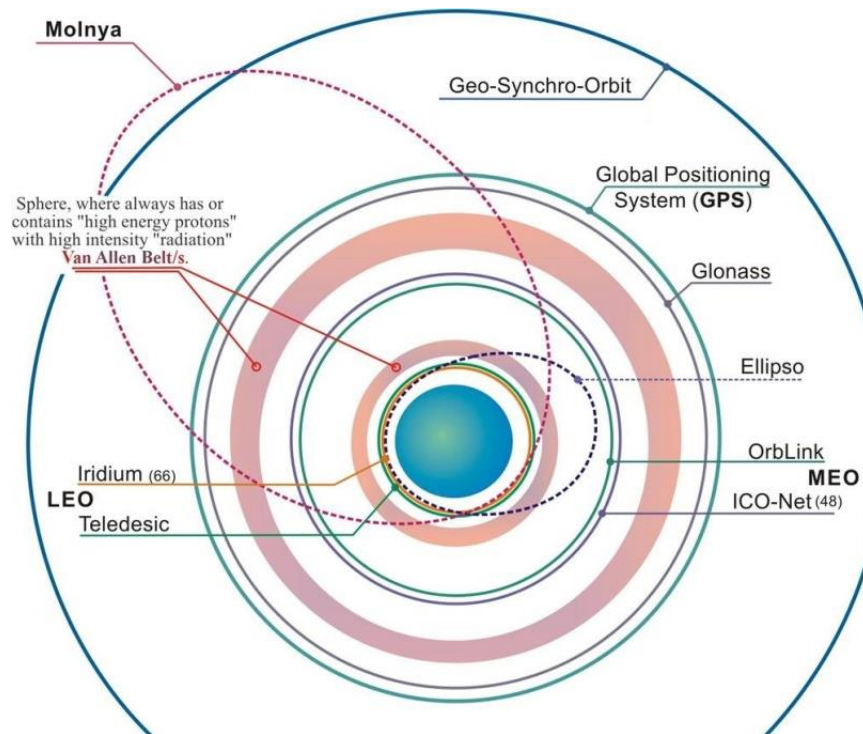 Molnya
Geo-Synchro-Orbit
Global Positioning
System (GPS)
Sphere, where always has or
contains "high energy protons"
with high intensity "radiation"
Van Allen Belt/s.
Glonass
Ellipso
OrbLink
MEO
ICO-Net (48)
Iridium (66)
LEO
Teledesic